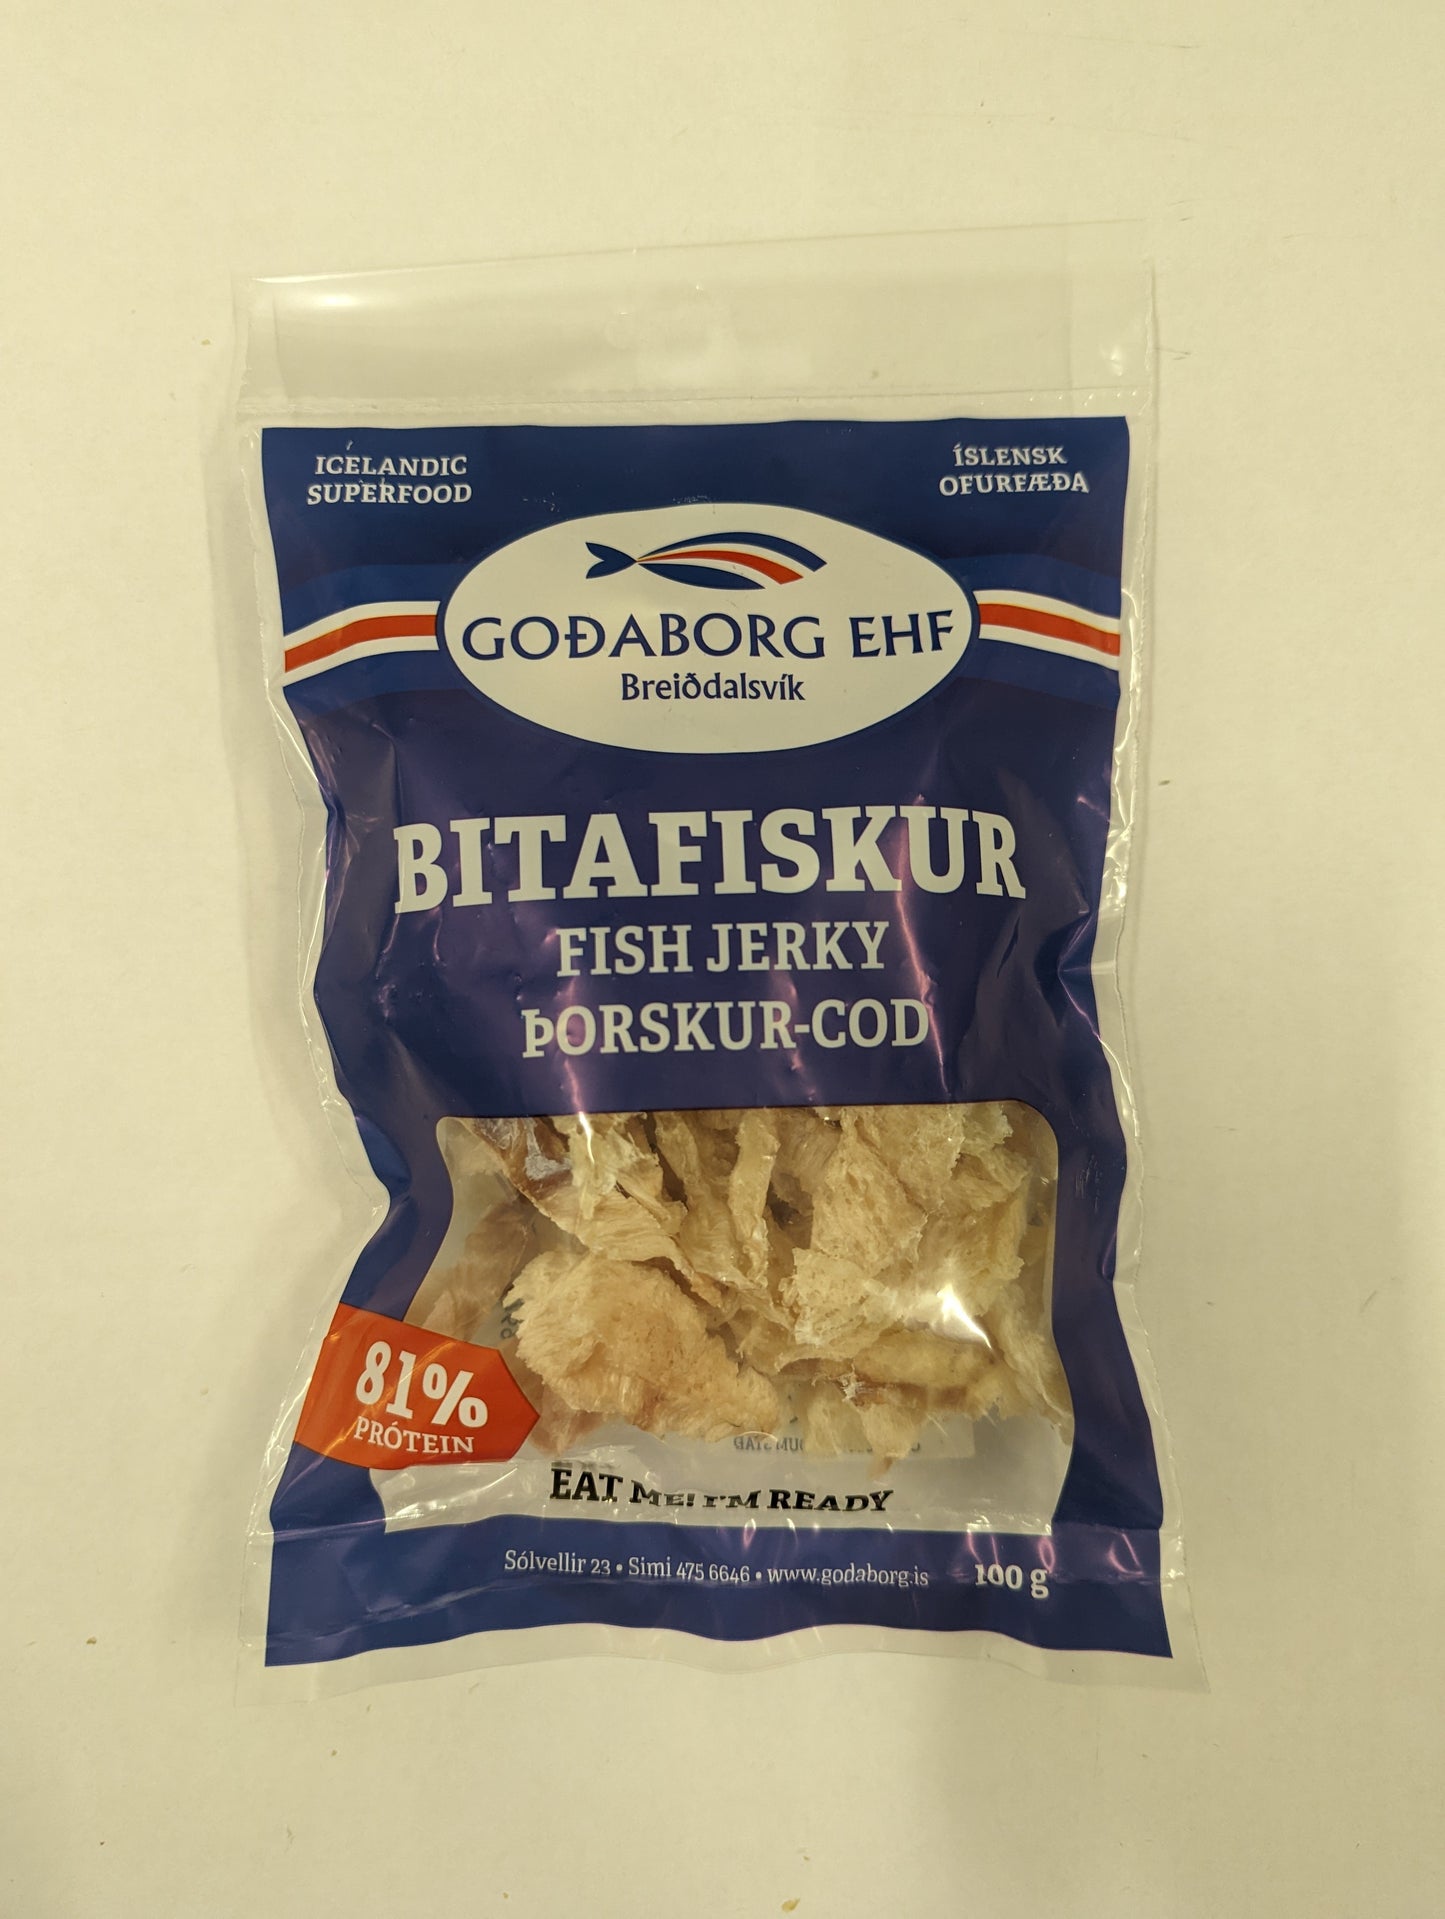 ICELANDIC
SUPERFOOD
ÍSLENSK
OFURFÆÐA
GOÐABORG EHF
Breiðdalsvík
BITAFISKUR
FISH JERKY
ÞORSKUR-COD
81%
PRÓTEIN
EAT ME! I'M READY
Sólvellir 23 • Simi 475 6646 • www.godaborg.is 100 g